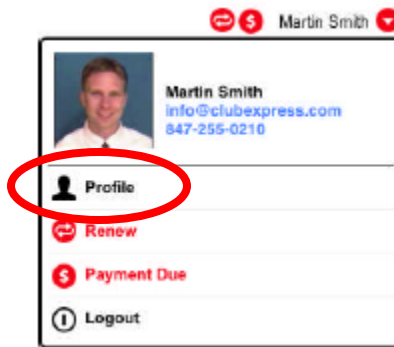 Martin Smith
Martin Smith
info@clubexpress.com
847-255-0210
Profile
Renew
Payment Due
Logout